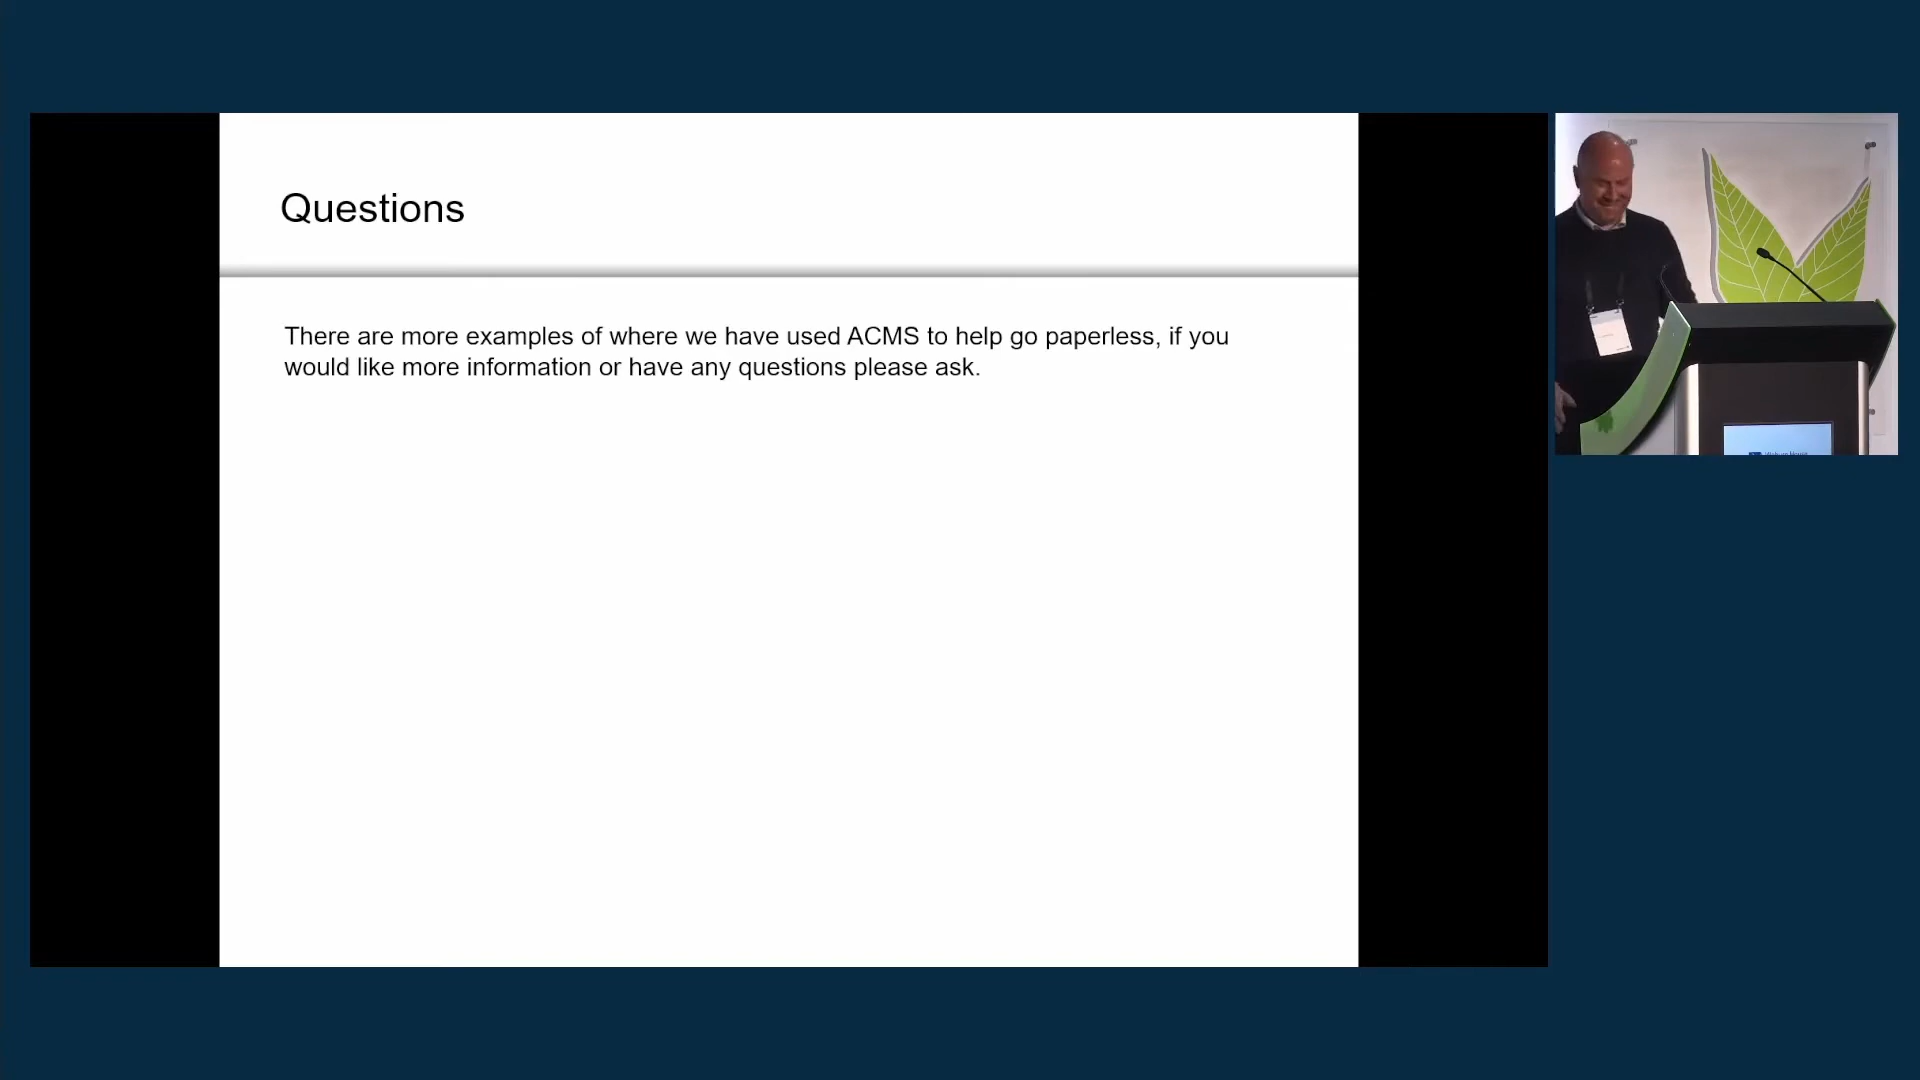 Questions
There are more examples of where we have used ACMS to help go paperless, if you
would like more information or have any questions please ask.